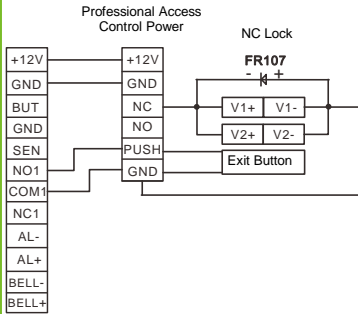 Professional Access
Control Power
NC Lock
FR107
- +
+12V
GND
BUT
GND
SEN
NO1
COM1
NC1
AL-
AL+
BELL-
BELL+
+12V
GND
NC
NO
PUSH
GND
V1+ V1-
V2+ V2-
Exit Button